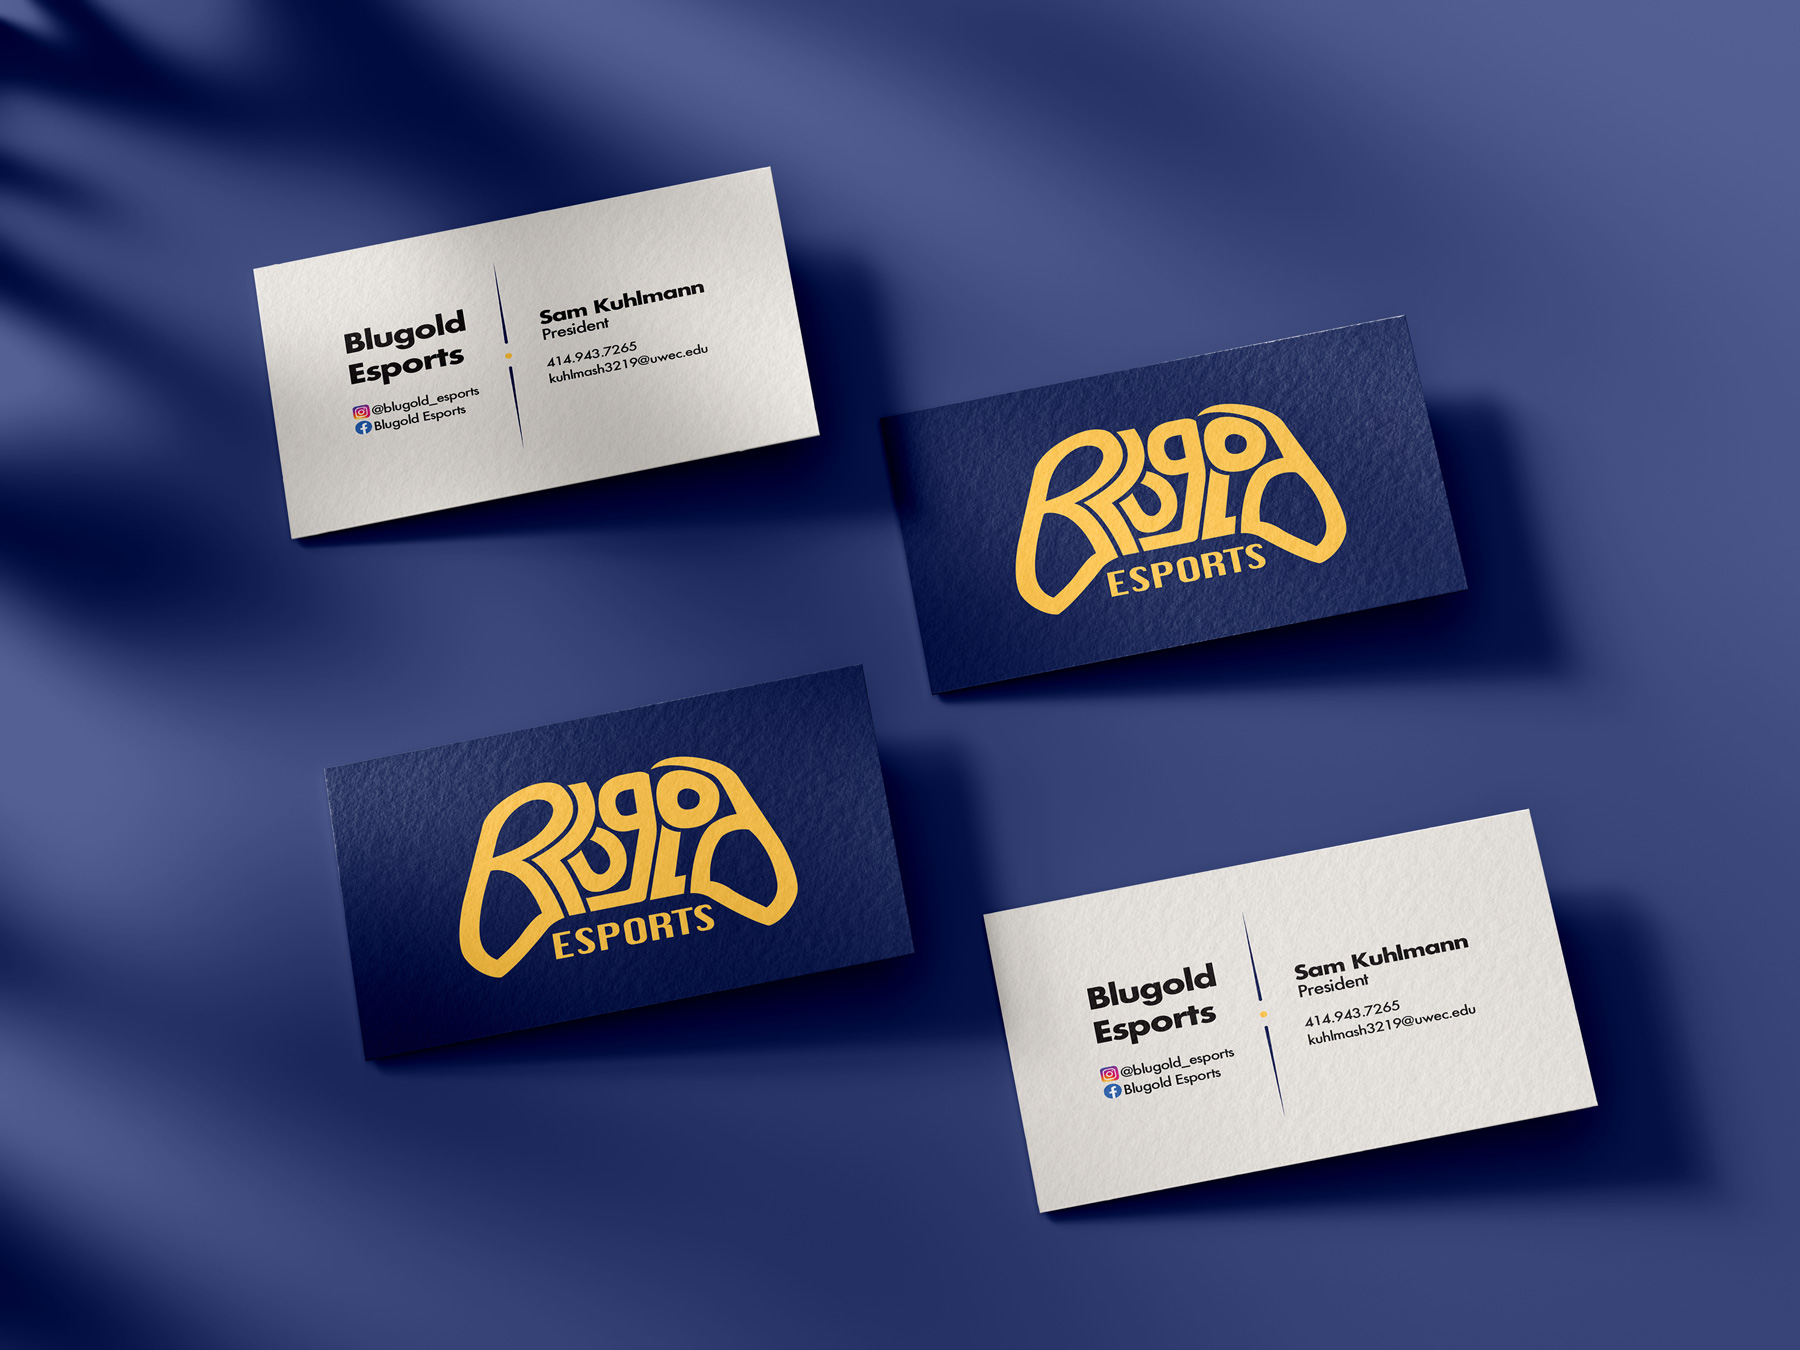 Blugold
Esports
@blugold_esports
Blugold Esports
Sam Kuhlmann
President
414.943.7265
kuhlmash3219@uwec.edu
Blugold
ESPORTS
Blugold
ESPORTS
Blugold
Esports
@blugold_esports
Blugold Esports
Sam Kuhlmann
President
414.943.7265
kuhlmash3219@uwec.edu